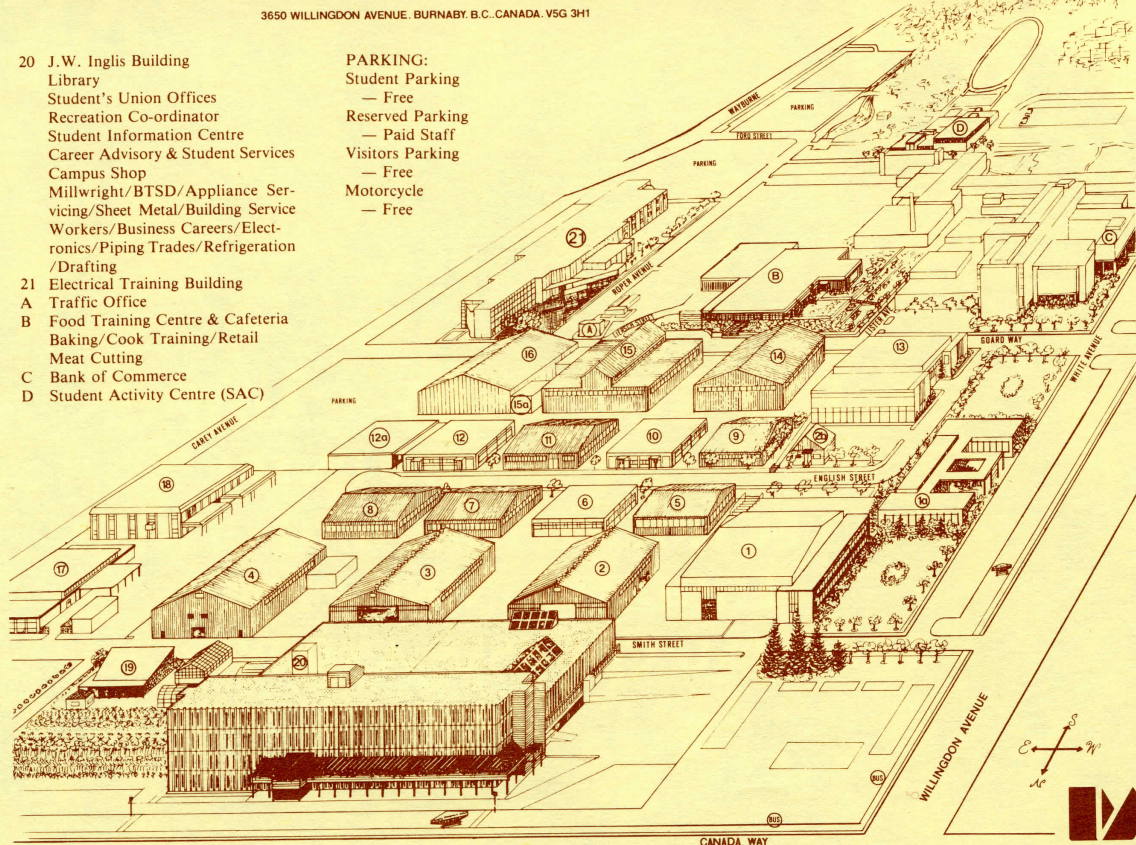 3650 WILLINGDON AVENUE. BURNABY. B.C..CANADA. V5G 3H1
20 J.W. Inglis Building
Library
Student's Union Offices
Recreation Co-ordinator
Student Information Centre
Career Advisory & Student Services
Campus Shop
Millwright/BTSD/Appliance Ser-
vicing/Sheet Metal/Building Service
Workers/Business Careers/Elect-
ronics/Piping Trades/Refrigeration
/Drafting
21 Electrical Training Building
A Traffic Office
B Food Training Centre & Cafeteria
Baking/Cook Training/Retail
Meat Cutting
C Bank of Commerce
D Student Activity Centre (SAC)
PARKING:
Student Parking
— Free
Reserved Parking
— Paid Staff
Visitors Parking
— Free
Motorcycle
— Free
WAYBURNE
PARKING
FORD STREET
D
PARKING
21
C
ROPER AVENUE
B
A
GOARD WAY
WHITE AVENUE
16
15
14
13
15a
PARKING
CAREY AVENUE
12a
12
11
10
9
2b
ENGLISH STREET
18
8
7
6
5
1a
17
4
3
2
1
SMITH STREET
19
20
WILLINGDON AVENUE
S
E
W
N
BUS
BUS
CANADA WAY